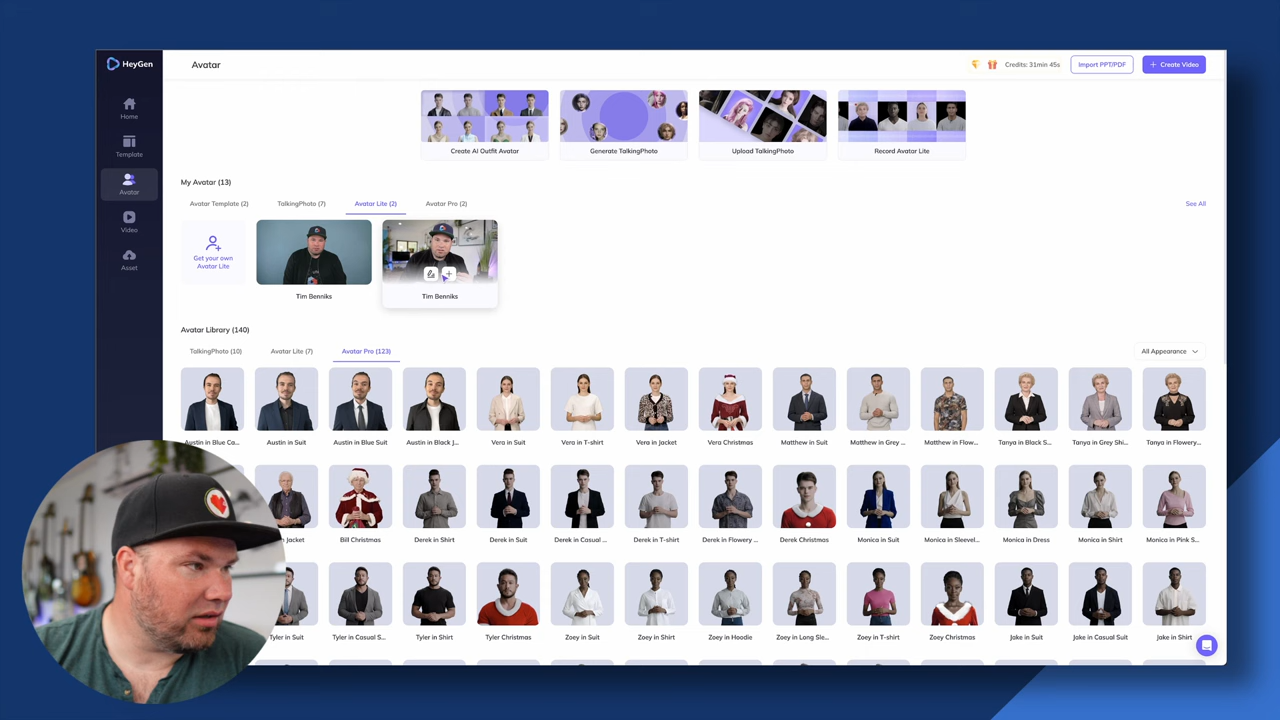 HeyGen
Avatar
Credits: 31min 45s
Import PPT/PDF
+ Create Video
Home
Template
Avatar
Video
Asset
Create AI Outfit Avatar
Generate TalkingPhoto
Upload TalkingPhoto
Record Avatar Lite
My Avatar (13)
Avatar Template (2)
TalkingPhoto (7)
Avatar Lite (2)
Avatar Pro (2)
See All
Get your own
Avatar Lite
Tim Benniks
Tim Benniks
Avatar Library (140)
TalkingPhoto (10)
Avatar Lite (7)
Avatar Pro (123)
All Appearance
Austin in Blue Ca...
Austin in Suit
Austin in Blue Suit
Austin in Black J...
Vera in Suit
Vera in T-shirt
Vera in Jacket
Vera Christmas
Matthew in Suit
Matthew in Grey ...
Matthew in Flow...
Tanya in Black S...
Tanya in Grey Shi...
Tanya in Flowery...
Jacket
Bill Christmas
Derek in Shirt
Derek in Suit
Derek in Casual ...
Derek in T-shirt
Derek in Flowery ...
Derek Christmas
Monica in Suit
Monica in Sleevel...
Monica in Dress
Monica in Shirt
Monica in Pink S...
Tyler in Suit
Tyler in Casual S...
Tyler in Shirt
Tyler Christmas
Zoey in Suit
Zoey in Shirt
Zoey in Hoodie
Zoey in Long Sle...
Zoey in T-shirt
Zoey Christmas
Jake in Suit
Jake in Casual Suit
Jake in Shirt